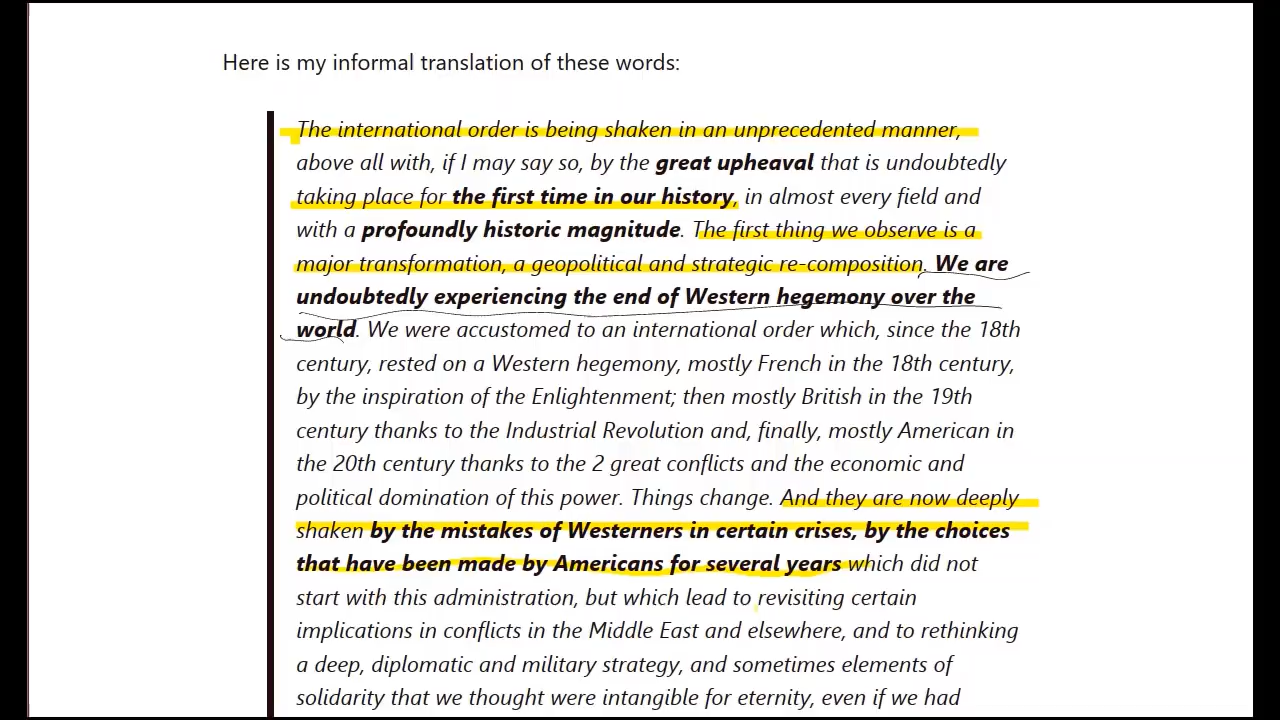 Here is my informal translation of these words:
The international order is being shaken in an unprecedented manner,
above all with, if I may say so, by the great upheaval that is undoubtedly
taking place for the first time in our history, in almost every field and
with a profoundly historic magnitude. The first thing we observe is a
major transformation, a geopolitical and strategic re-composition. We are
undoubtedly experiencing the end of Western hegemony over the
world. We were accustomed to an international order which, since the 18th
century, rested on a Western hegemony, mostly French in the 18th century,
by the inspiration of the Enlightenment; then mostly British in the 19th
century thanks to the Industrial Revolution and, finally, mostly American in
the 20th century thanks to the 2 great conflicts and the economic and
political domination of this power. Things change. And they are now deeply
shaken by the mistakes of Westerners in certain crises, by the choices
that have been made by Americans for several years which did not
start with this administration, but which lead to revisiting certain
implications in conflicts in the Middle East and elsewhere, and to rethinking
a deep, diplomatic and military strategy, and sometimes elements of
solidarity that we thought were intangible for eternity, even if we had